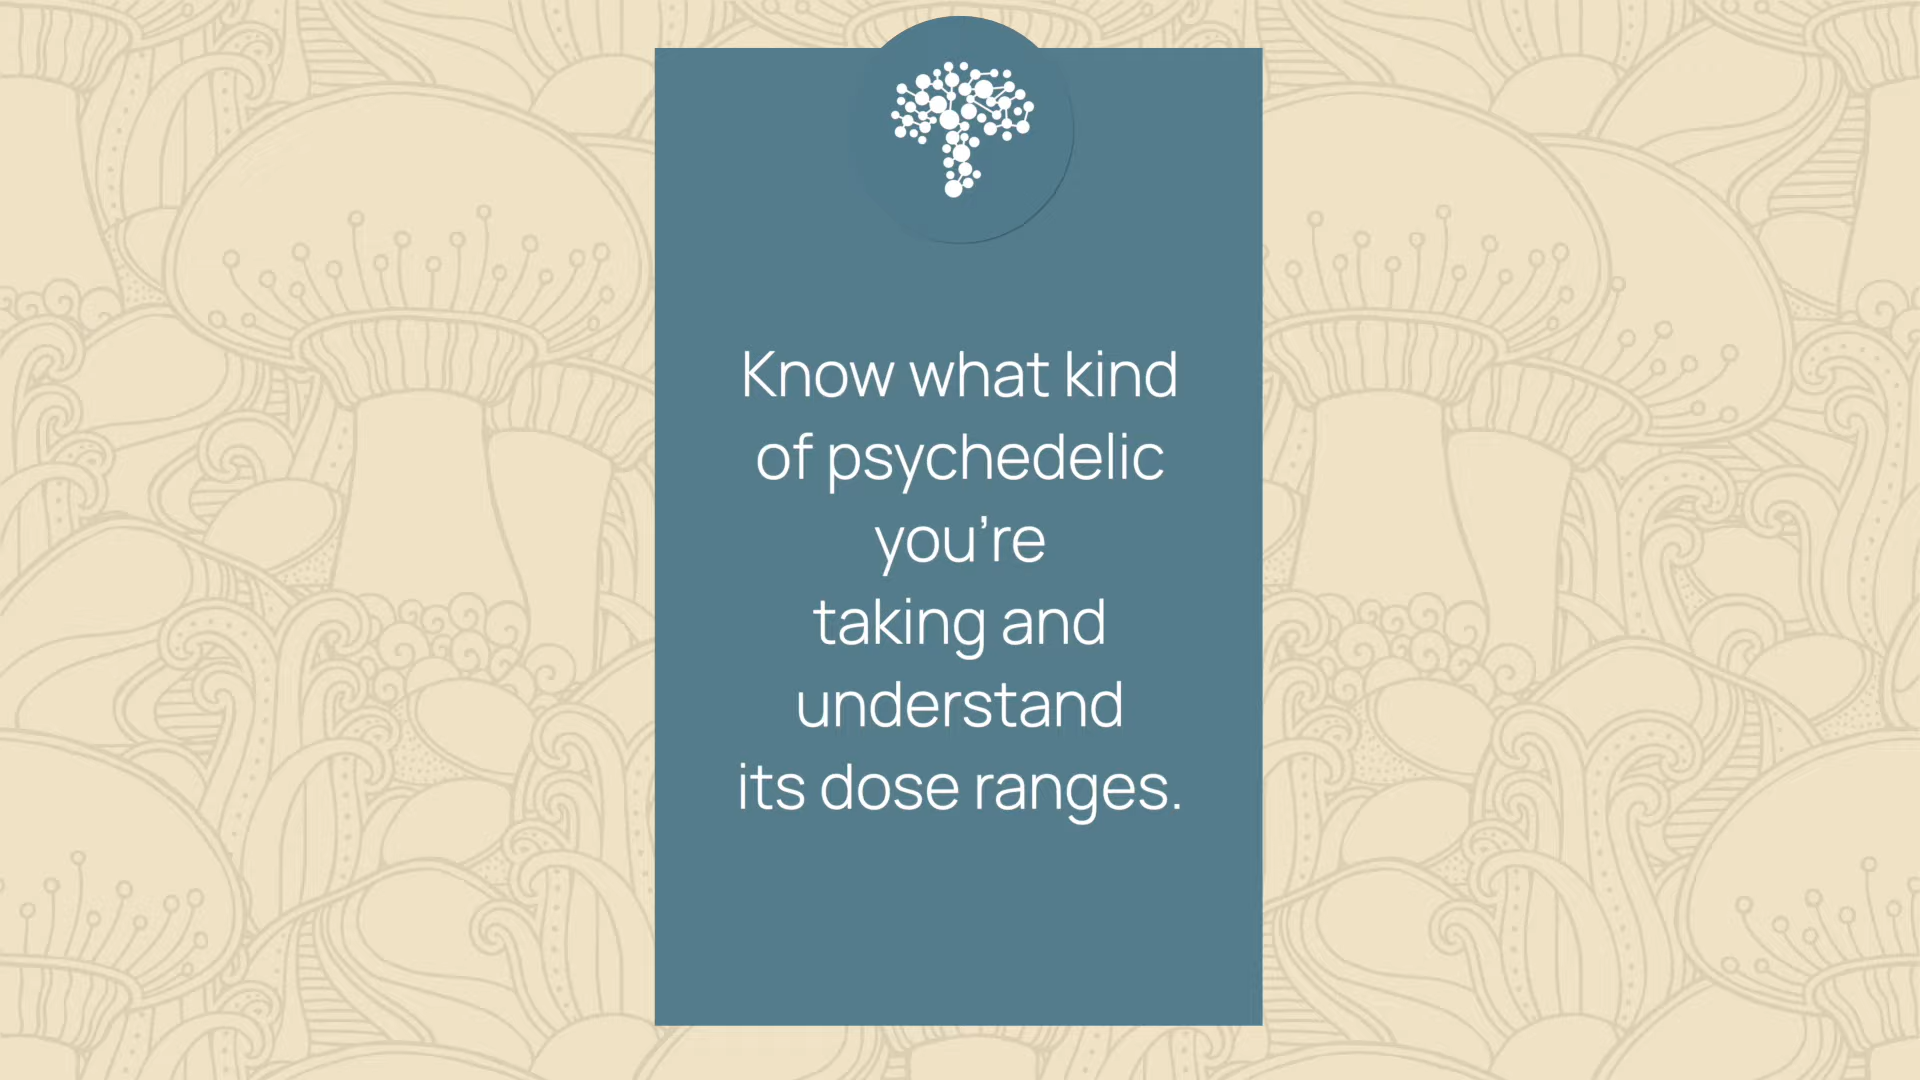 Know what kind
of psychedelic
you’re
taking and
understand
its dose ranges.